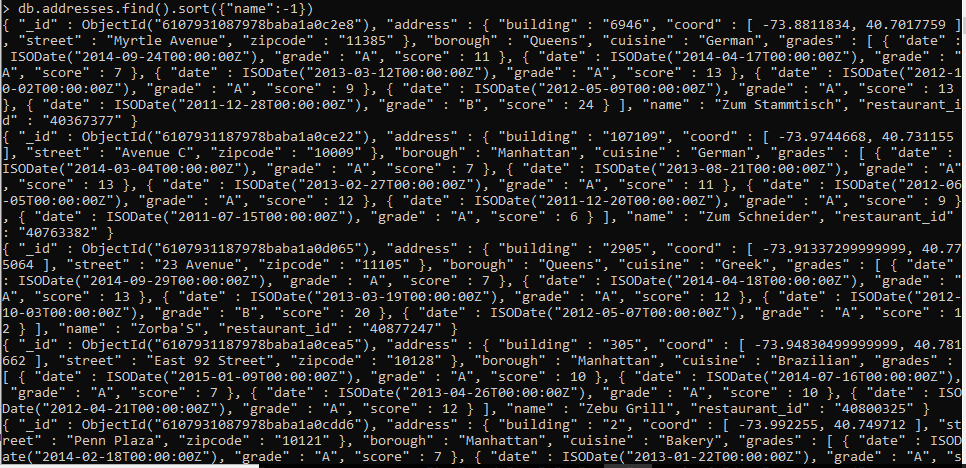 > db.addresses.find().sort({"name":-1})
{ "_id" : ObjectId("6107931087978baba1a0c2e8"), "address" : { "building" : "6946", "coord" : [ -73.8811834, 40.7017759 ]
, "street" : "Myrtle Avenue", "zipcode" : "11385" }, "borough" : "Queens", "cuisine" : "German", "grades" : [ { "date" :
 ISODate("2014-09-24T00:00:00Z"), "grade" : "A", "score" : 11 }, { "date" : ISODate("2014-04-17T00:00:00Z"), "grade" : "
A", "score" : 7 }, { "date" : ISODate("2013-03-12T00:00:00Z"), "grade" : "A", "score" : 13 }, { "date" : ISODate("2012-1
0-02T00:00:00Z"), "grade" : "A", "score" : 9 }, { "date" : ISODate("2012-05-09T00:00:00Z"), "grade" : "A", "score" : 13
}, { "date" : ISODate("2011-12-28T00:00:00Z"), "grade" : "B", "score" : 24 } ], "name" : "Zum Stammtisch", "restaurant_i
d" : "40367377" }
{ "_id" : ObjectId("6107931187978baba1a0ce22"), "address" : { "building" : "107109", "coord" : [ -73.9744668, 40.731155
], "street" : "Avenue C", "zipcode" : "10009" }, "borough" : "Manhattan", "cuisine" : "German", "grades" : [ { "date" :
ISODate("2014-03-04T00:00:00Z"), "grade" : "A", "score" : 7 }, { "date" : ISODate("2013-08-21T00:00:00Z"), "grade" : "A"
, "score" : 13 }, { "date" : ISODate("2013-02-27T00:00:00Z"), "grade" : "A", "score" : 11 }, { "date" : ISODate("2012-06
-05T00:00:00Z"), "grade" : "A", "score" : 12 }, { "date" : ISODate("2011-12-20T00:00:00Z"), "grade" : "A", "score" : 9 }
, { "date" : ISODate("2011-07-15T00:00:00Z"), "grade" : "A", "score" : 6 } ], "name" : "Zum Schneider", "restaurant_id"
: "40763382" }
{ "_id" : ObjectId("6107931187978baba1a0d065"), "address" : { "building" : "2905", "coord" : [ -73.91337299999999, 40.77
5064 ], "street" : "23 Avenue", "zipcode" : "11105" }, "borough" : "Queens", "cuisine" : "Greek", "grades" : [ { "date"
: ISODate("2014-09-29T00:00:00Z"), "grade" : "A", "score" : 7 }, { "date" : ISODate("2014-04-18T00:00:00Z"), "grade" : "
A", "score" : 13 }, { "date" : ISODate("2013-03-19T00:00:00Z"), "grade" : "A", "score" : 12 }, { "date" : ISODate("2012-
10-03T00:00:00Z"), "grade" : "B", "score" : 20 }, { "date" : ISODate("2012-05-07T00:00:00Z"), "grade" : "A", "score" : 1
2 } ], "name" : "Zorba'S", "restaurant_id" : "40877247" }
{ "_id" : ObjectId("6107931187978baba1a0cea5"), "address" : { "building" : "305", "coord" : [ -73.94830499999999, 40.781
662 ], "street" : "East 92 Street", "zipcode" : "10128" }, "borough" : "Manhattan", "cuisine" : "Brazilian", "grades" :
[ { "date" : ISODate("2015-01-09T00:00:00Z"), "grade" : "A", "score" : 10 }, { "date" : ISODate("2014-07-16T00:00:00Z"),
 "grade" : "A", "score" : 7 }, { "date" : ISODate("2013-04-26T00:00:00Z"), "grade" : "A", "score" : 10 }, { "date" : ISO
Date("2012-04-21T00:00:00Z"), "grade" : "A", "score" : 12 } ], "name" : "Zebu Grill", "restaurant_id" : "40800325" }
{ "_id" : ObjectId("6107931187978baba1a0cdd6"), "address" : { "building" : "2", "coord" : [ -73.992255, 40.749712 ], "st
reet" : "Penn Plaza", "zipcode" : "10121" }, "borough" : "Manhattan", "cuisine" : "Bakery", "grades" : [ { "date" : ISOD
ate("2014-02-18T00:00:00Z"), "grade" : "A", "score" : 7 }, { "date" : ISODate("2013-01-22T00:00:00Z"), "grade" : "A", "s